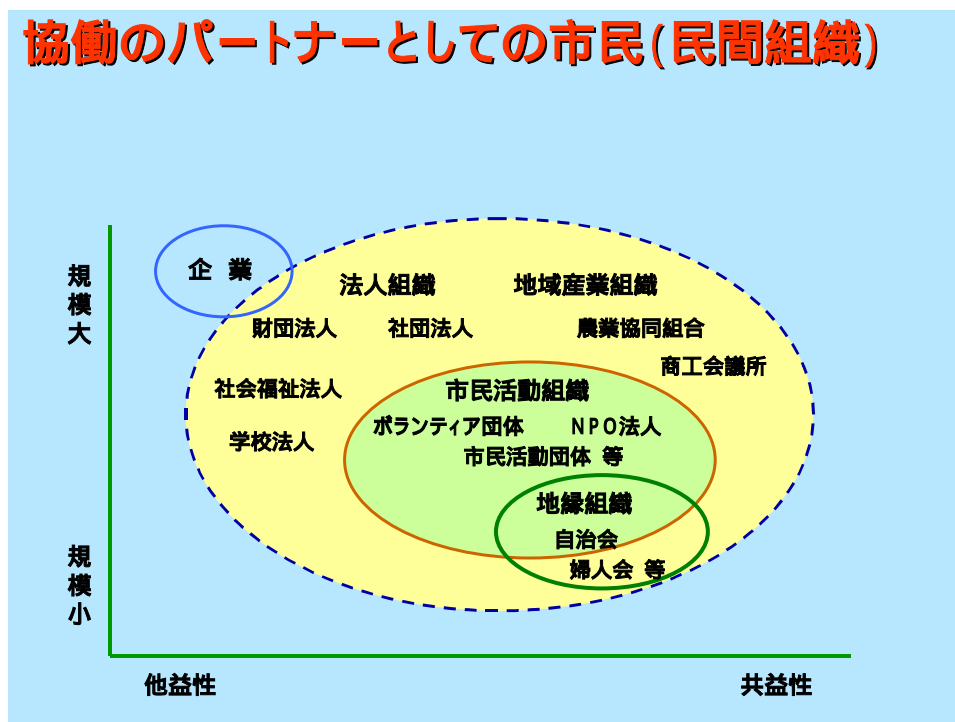 協働のパートナーとしての市民(民間組織)
規模大
企 業
法人組織
地域産業組織
財団法人
社団法人
農業協同組合
商工会議所
社会福祉法人
市民活動組織
ボランティア団体
NPO法人
学校法人
市民活動団体 等
地縁組織
自治会
婦人会 等
規模小
他益性
共益性